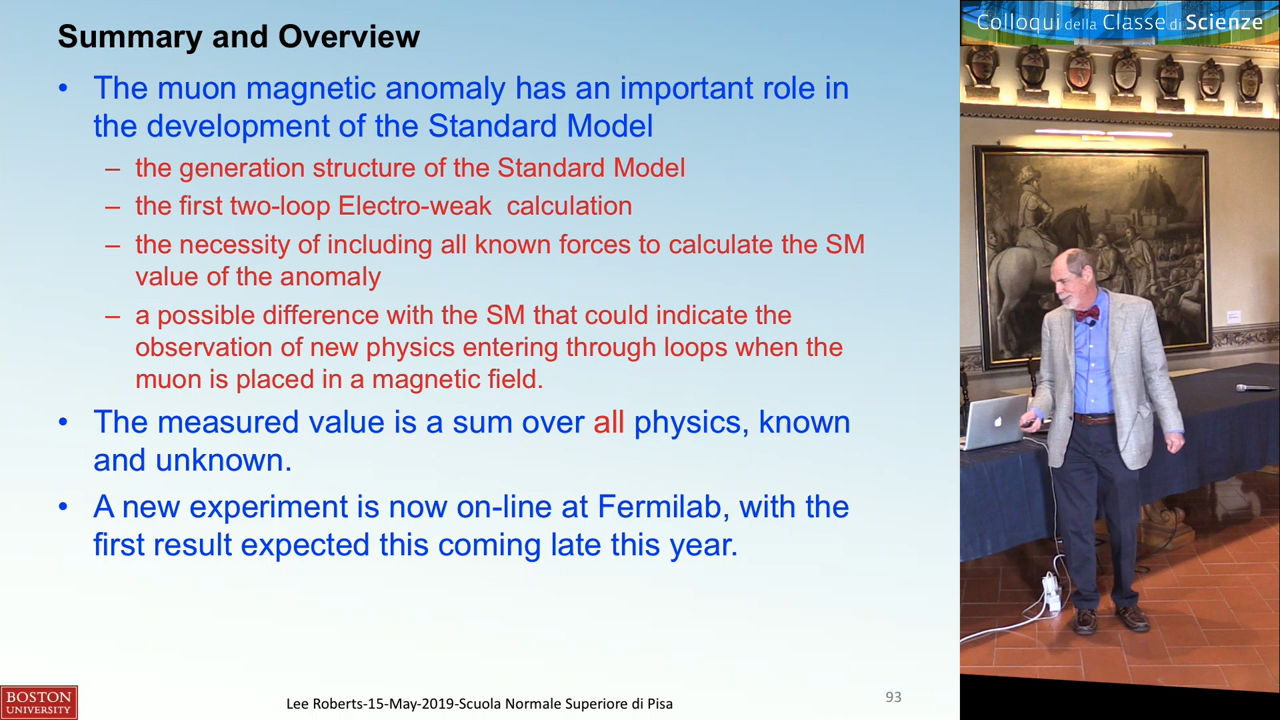 Summary and Overview
• The muon magnetic anomaly has an important role in
the development of the Standard Model
– the generation structure of the Standard Model
– the first two-loop Electro-weak calculation
– the necessity of including all known forces to calculate the SM
value of the anomaly
– a possible difference with the SM that could indicate the
observation of new physics entering through loops when the
muon is placed in a magnetic field.
• The measured value is a sum over all physics, known
and unknown.
• A new experiment is now on-line at Fermilab, with the
first result expected this coming late this year.
BOSTON
UNIVERSITY
Lee Roberts-15-May-2019-Scuola Normale Superiore di Pisa
93
Colloqui della Classe di Scienze